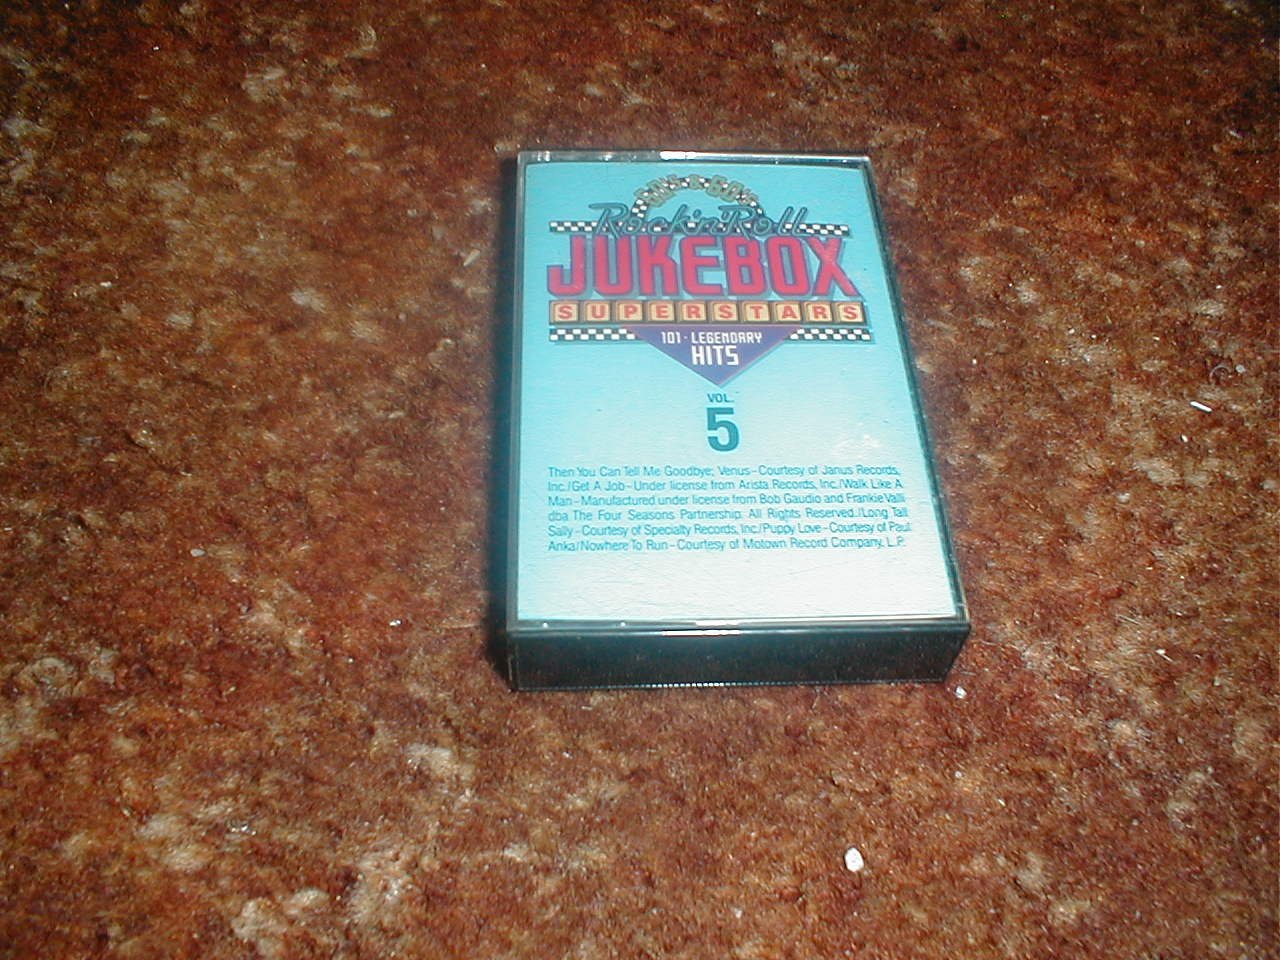 50's & 60's
Rock'n'Roll
JUKEBOX
SUPERSTARS
101 · LEGENDARY
HITS
VOL.
5
Then You Can Tell Me Goodbye; Venus–Courtesy of Janus Records,
Inc./Get A Job–Under license from Arista Records, Inc./Walk Like A
Man–Manufactured under license from Bob Gaudio and Frankie Valli
dba The Four Seasons Partnership. All Rights Reserved./Long Tall
Sally–Courtesy of Specialty Records, Inc./Puppy Love–Courtesy of Paul
Anka/Nowhere To Run–Courtesy of Motown Record Company, L.P.